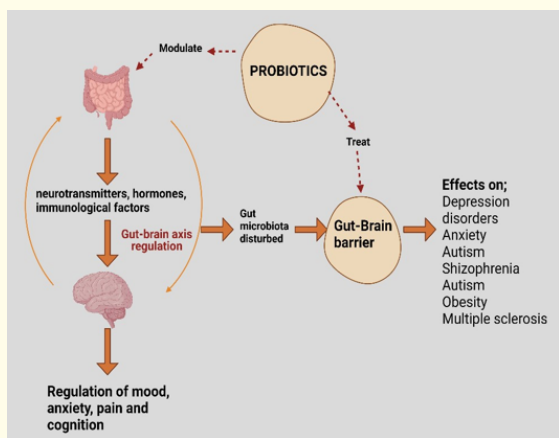 Modulate
PROBIOTICS
Treat
neurotransmitters, hormones,
immunological factors
Gut-brain axis
regulation
Gut
microbiota
disturbed
Gut-Brain
barrier
Effects on;
Depression
disorders
Anxiety
Autism
Shizophrenia
Autism
Obesity
Multiple sclerosis
Regulation of mood,
anxiety, pain and
cognition